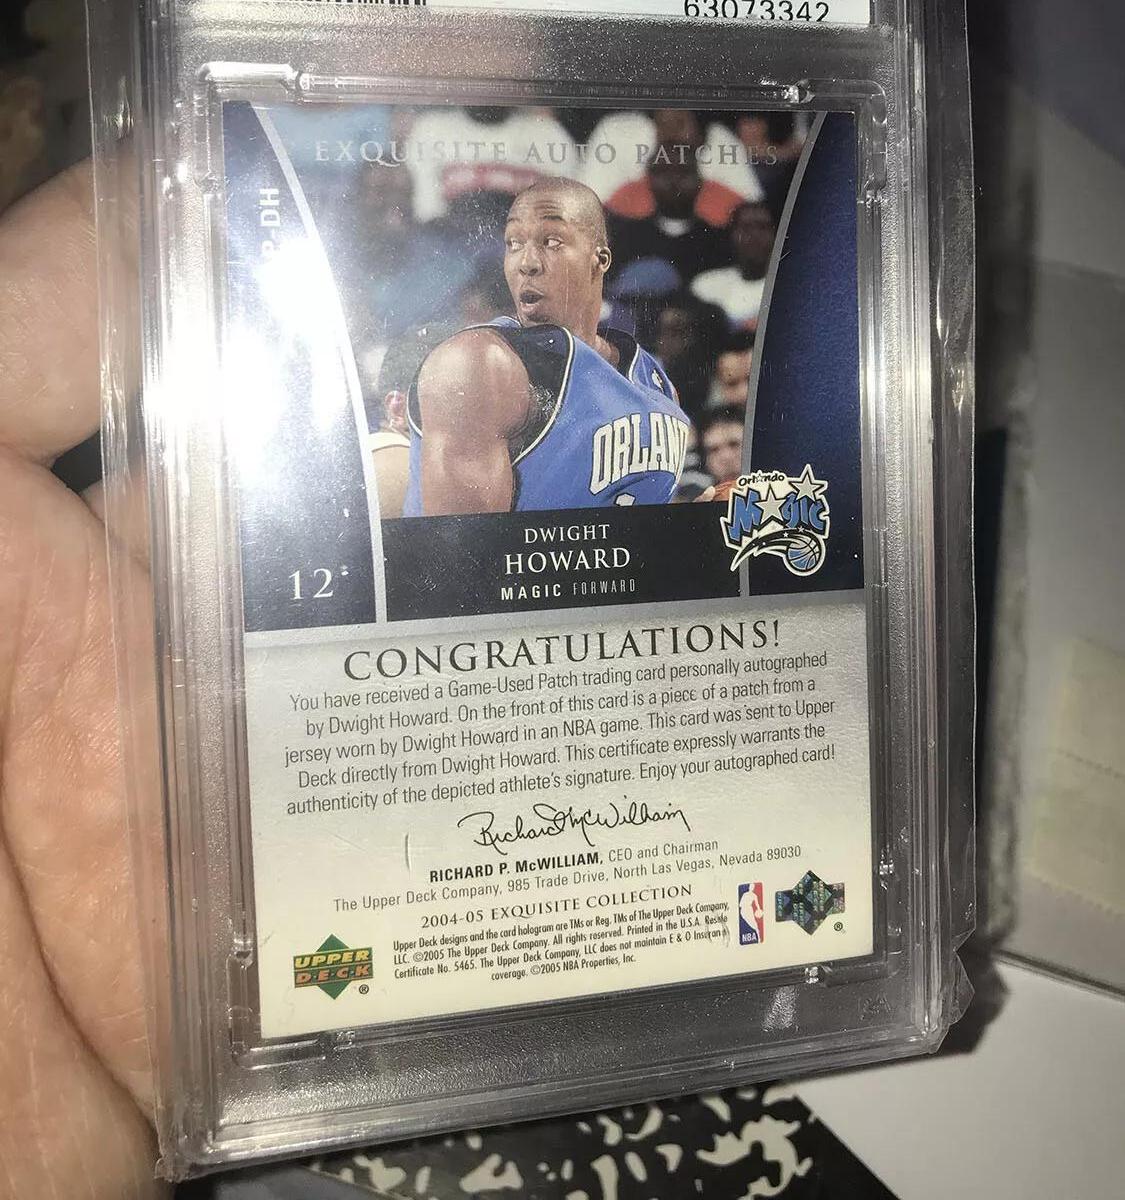 63073342
EXQUISITE AUTO PATCHES
P-DH
ORLAN
Orlando
Magic
DWIGHT
HOWARD
MAGIC FORWARD
12
CONGRATULATIONS!
You have received a Game-Used Patch trading card personally autographed
by Dwight Howard. On the front of this card is a piece of a patch from a
jersey worn by Dwight Howard in an NBA game. This card was sent to Upper
Deck directly from Dwight Howard. This certificate expressly warrants the
authenticity of the depicted athlete's signature. Enjoy your autographed card!
Richard McWilliam
RICHARD P. McWILLIAM, CEO and Chairman
The Upper Deck Company, 985 Trade Drive, North Las Vegas, Nevada 89030
2004-05 EXQUISITE COLLECTION
Upper Deck designs and the card hologram are TMs or Reg. TMs of The Upper Deck Company,
LLC. ©2005 The Upper Deck Company. All rights reserved. Printed in the U.S.A. Resale
Certificate No. 5465. The Upper Deck Company, LLC does not maintain E & O Insurance
coverage. ©2005 NBA Properties, Inc.
UPPER
DECK ®
NBA
®